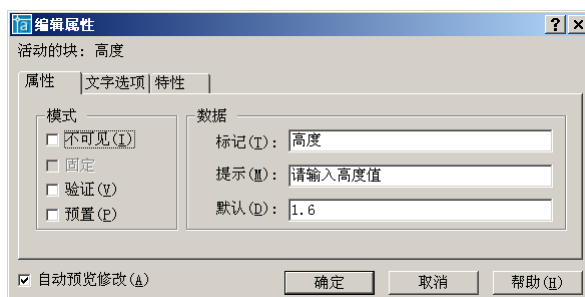 编辑属性
活动的块: 高度
属性 文字选项 特性
模式
不可见(I)
固定
验证(V)
预置(P)
数据
标记(T): 高度
提示(M): 请输入高度值
默认(D): 1.6
自动预览修改(A)
确定 取消 帮助(H)